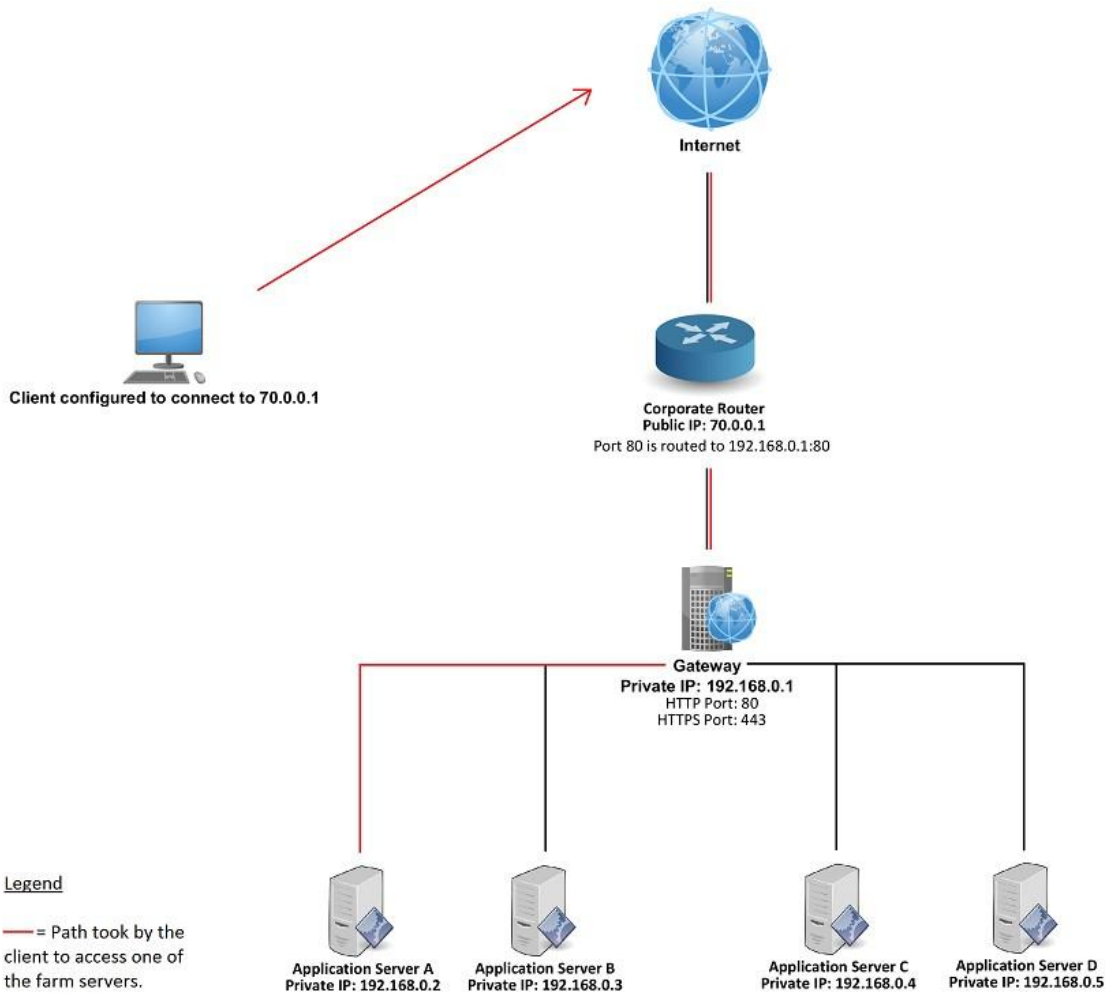 Internet
Client configured to connect to 70.0.0.1
Corporate Router
Public IP: 70.0.0.1
Port 80 is routed to 192.168.0.1:80
Gateway
Private IP: 192.168.0.1
HTTP Port: 80
HTTPS Port: 443
Legend
= Path took by the
client to access one of
the farm servers.
Application Server A
Private IP: 192.168.0.2
Application Server B
Private IP: 192.168.0.3
Application Server C
Private IP: 192.168.0.4
Application Server D
Private IP: 192.168.0.5